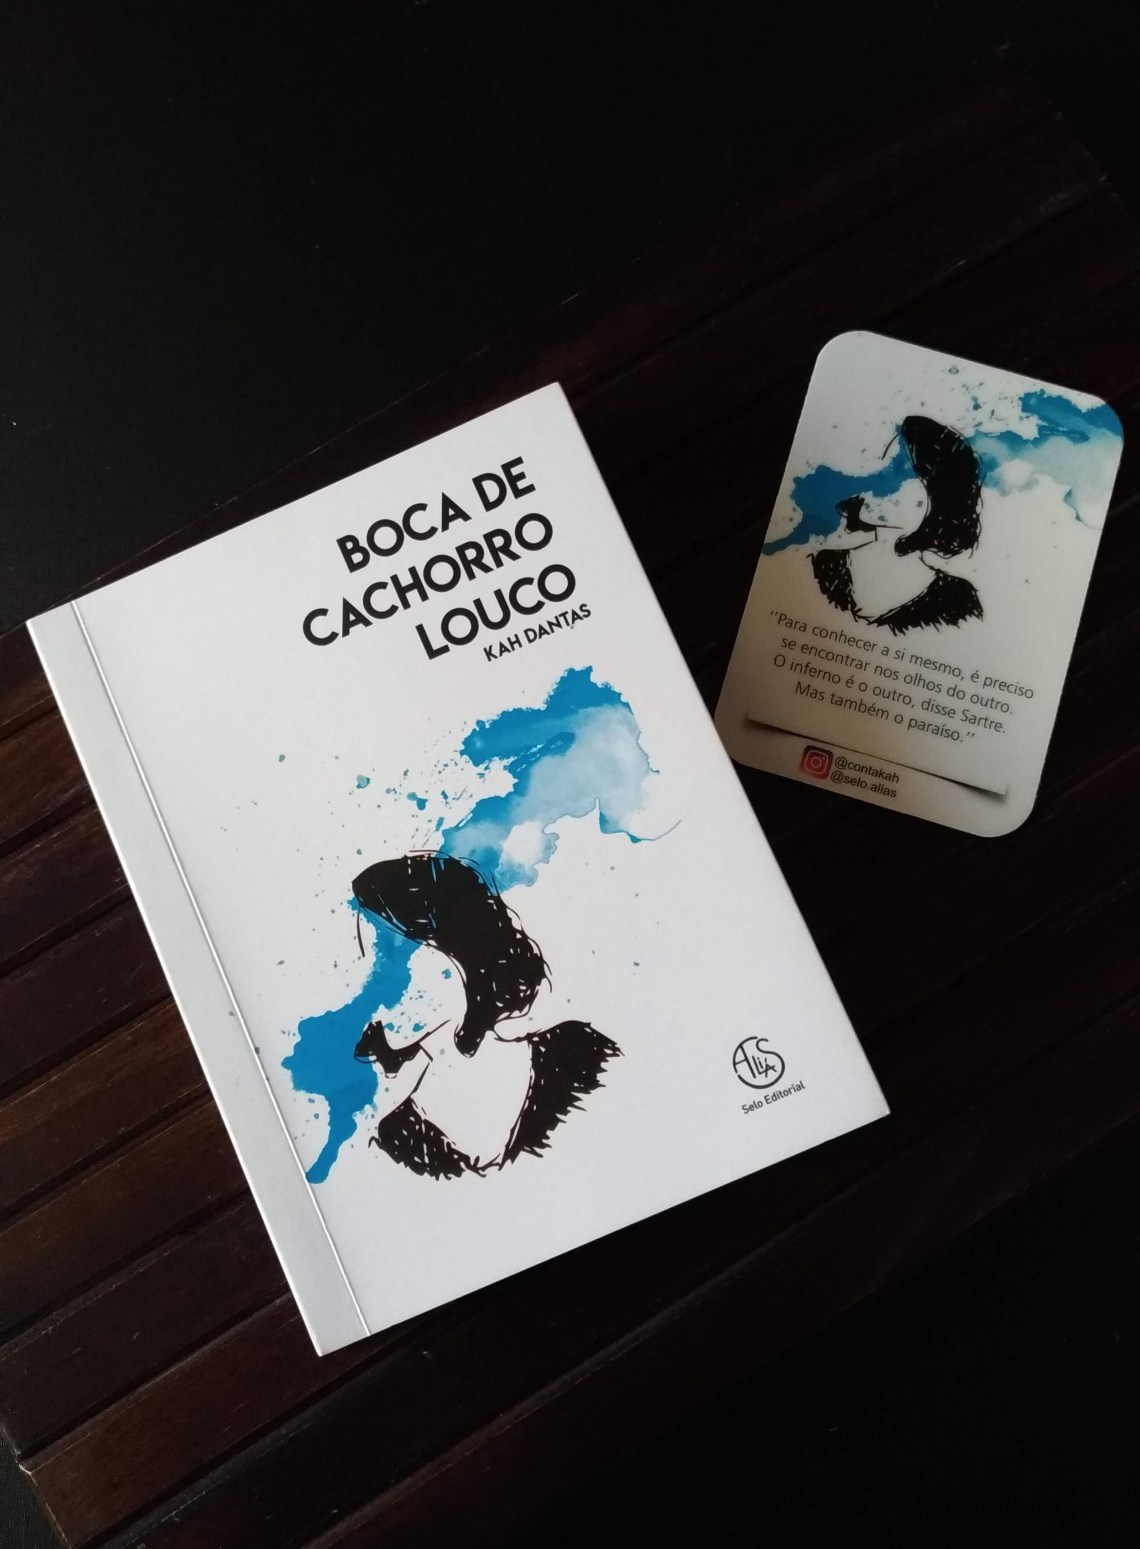 BOCA DE
CACHORRO
LOUCO
KAH DANTAS
ALIAS
Selo Editorial
''Para conhecer a si mesmo, é preciso
se encontrar nos olhos do outro.
O inferno é o outro, disse Sartre.
Mas também o paraíso.''
@contakah
@selo.alias